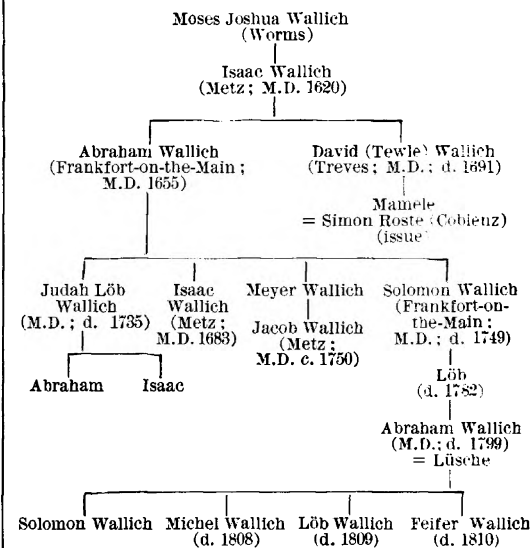 Moses Joshua Wallich
(Worms)
Isaac Wallich
(Metz; M.D. 1620)
Abraham Wallich
(Frankfort-on-the-Main;
M.D. 1655)
David (Tewle) Wallich
(Treves; M.D.; d. 1691)
Mamele
= Simon Roste (Coblenz)
(issue)
Judah Löb
Wallich
(M.D.; d. 1735)
Abraham
Isaac
Isaac
Wallich
(Metz;
M.D. 1683)
Meyer Wallich
Jacob Wallich
(Metz;
M.D. c. 1750)
Solomon Wallich
(Frankfort-on-
the-Main;
M.D.; d. 1749)
Löb
(d. 1782)
Abraham Wallich
(M.D.; d. 1799)
= Lüsche
Solomon Wallich
Michel Wallich
(d. 1808)
Löb Wallich
(d. 1809)
Feifer Wallich
(d. 1810)